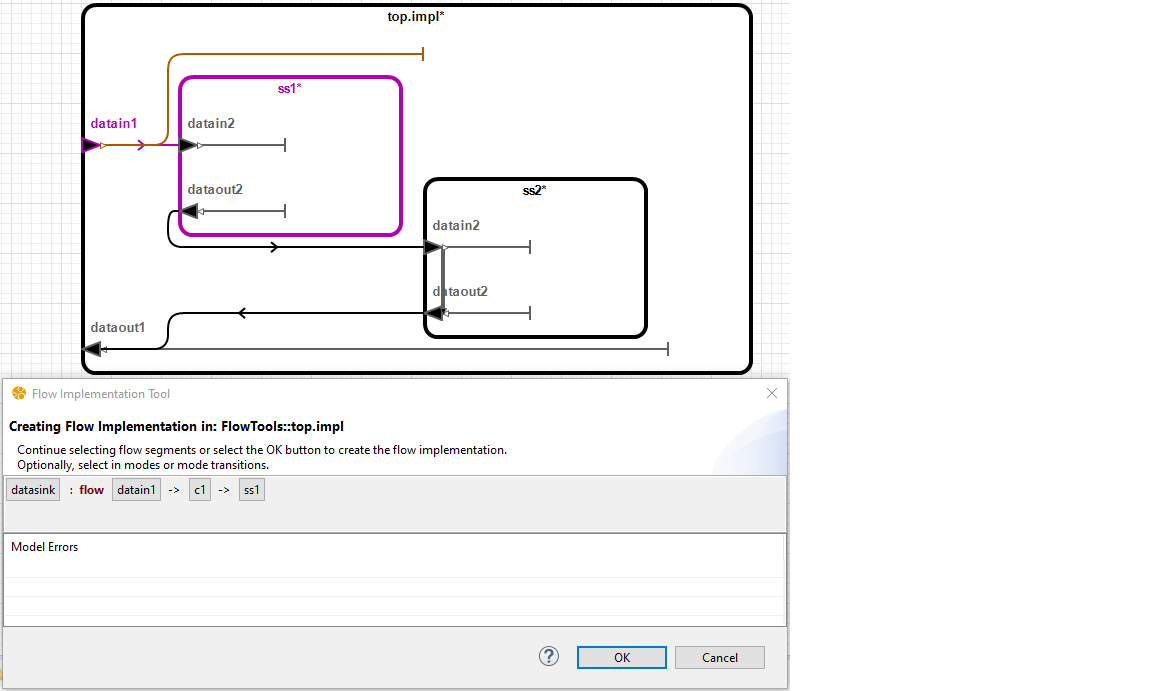 top.impl*
ss1*
datain1
datain2
dataout2
ss2*
datain2
dataout2
dataout1
Flow Implementation Tool
Creating Flow Implementation in: FlowTools::top.impl
Continue selecting flow segments or select the OK button to create the flow implementation.
Optionally, select in modes or mode transitions.
datasink : flow datain1 -> c1 -> ss1
Model Errors
? OK Cancel